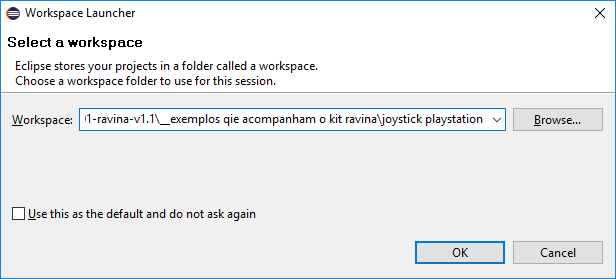 Workspace Launcher
Select a workspace
Eclipse stores your projects in a folder called a workspace.
Choose a workspace folder to use for this session.
Workspace: 1-ravina-v1.1\__exemplos qie acompanham o kit ravina\joystick playstation Browse...
Use this as the default and do not ask again
OK Cancel